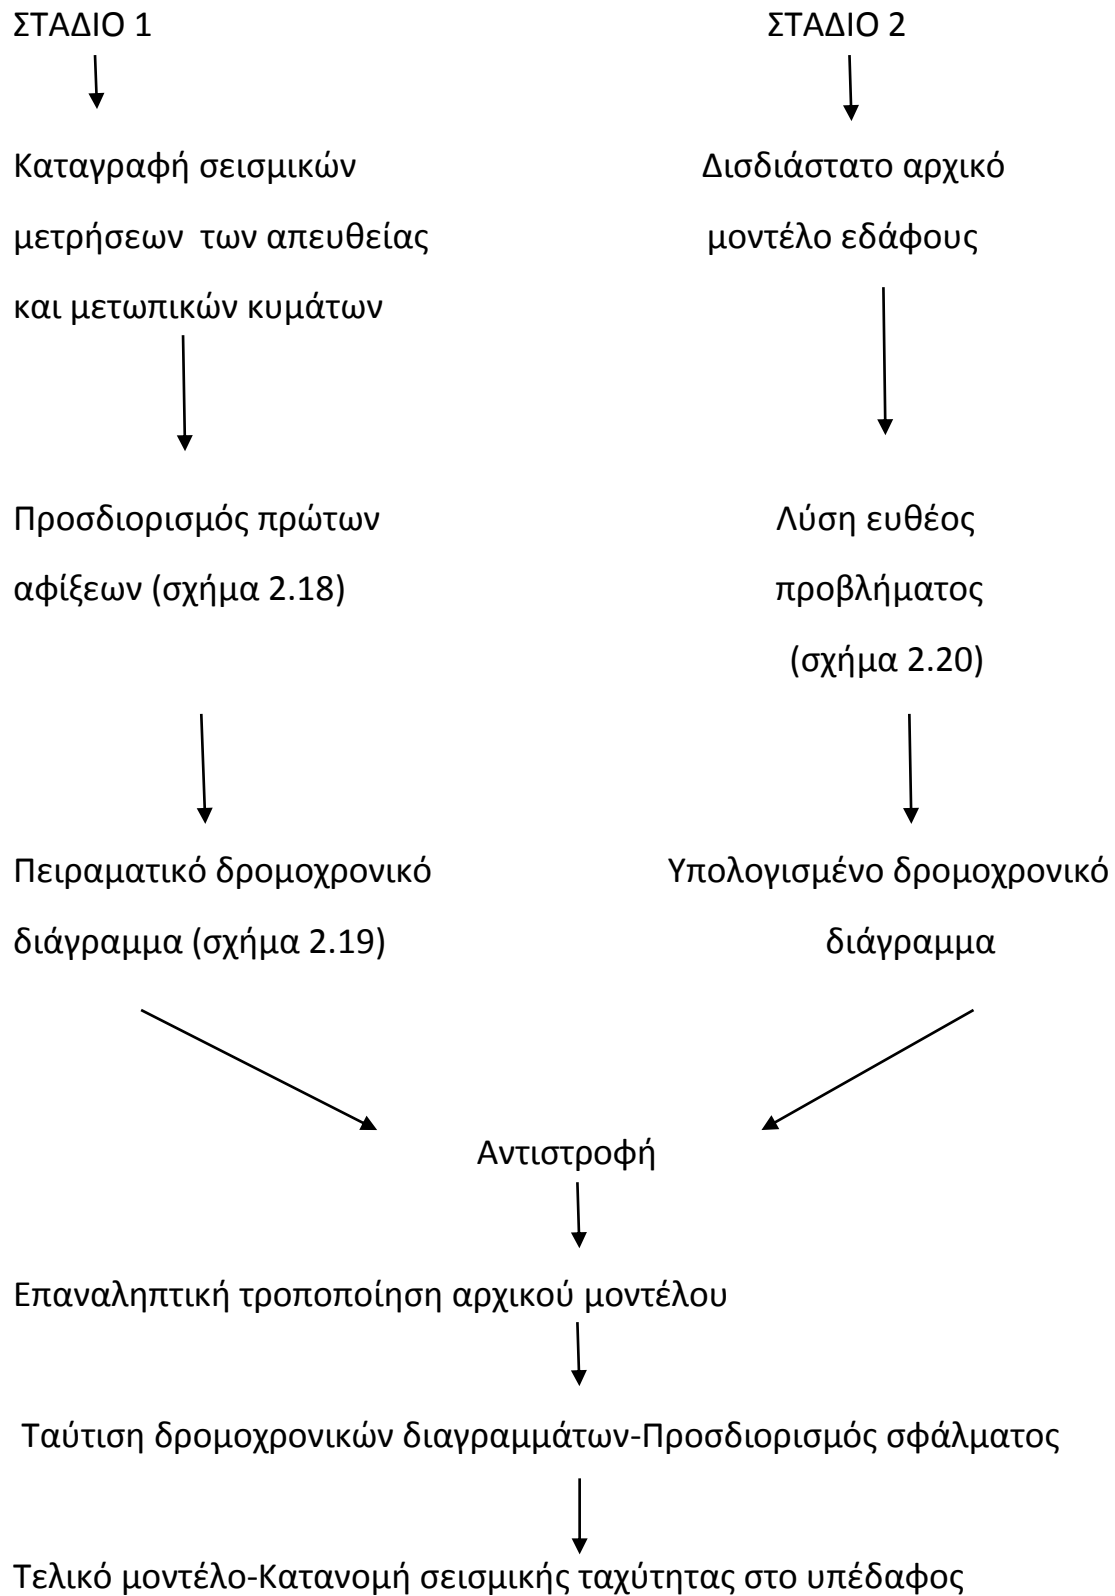 ΣΤΑΔΙΟ 1
Καταγραφή σεισμικών
μετρήσεων των απευθείας
και μετωπικών κυμάτων
Προσδιορισμός πρώτων
αφίξεων (σχήμα 2.18)
Πειραματικό δρομοχρονικό
διάγραμμα (σχήμα 2.19)
ΣΤΑΔΙΟ 2
Δισδιάστατο αρχικό
μοντέλο εδάφους
Λύση ευθέος
προβλήματος
(σχήμα 2.20)
Υπολογισμένο δρομοχρονικό
διάγραμμα
Αντιστροφή
Επαναληπτική τροποποίηση αρχικού μοντέλου
Ταύτιση δρομοχρονικών διαγραμμάτων-Προσδιορισμός σφάλματος
Τελικό μοντέλο-Κατανομή σεισμικής ταχύτητας στο υπέδαφος